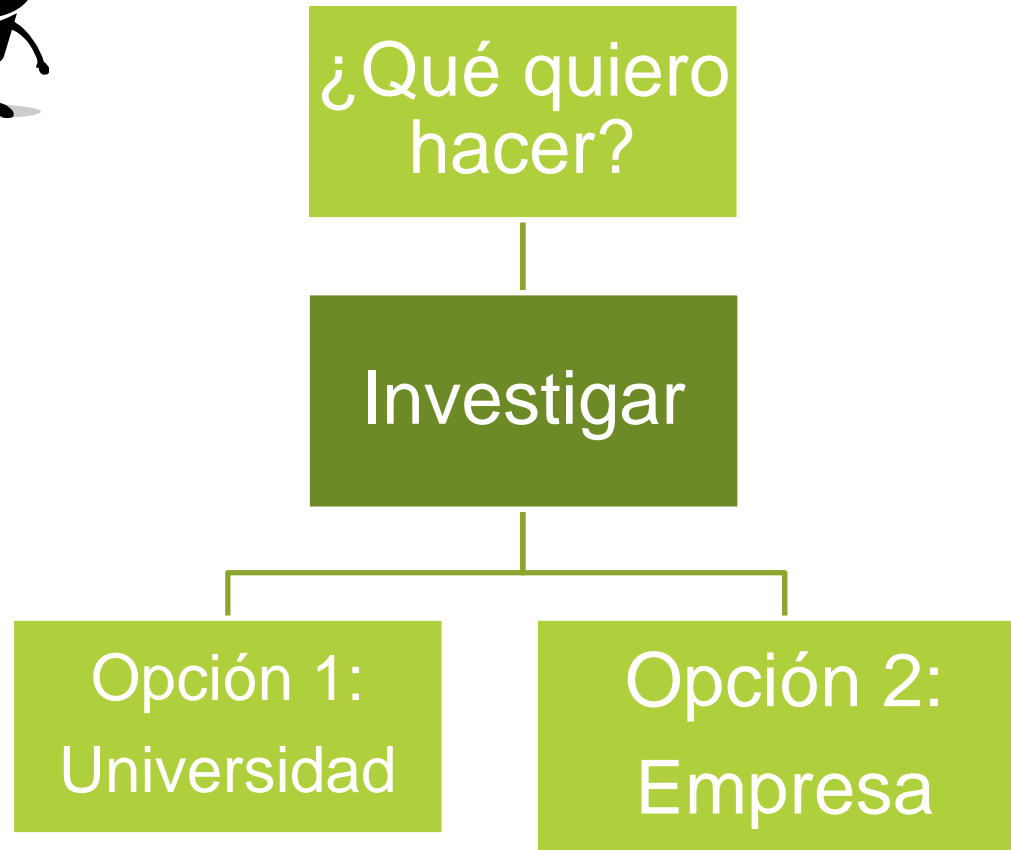 ¿Qué quiero
hacer?
Investigar
Opción 1:
Universidad
Opción 2:
Empresa